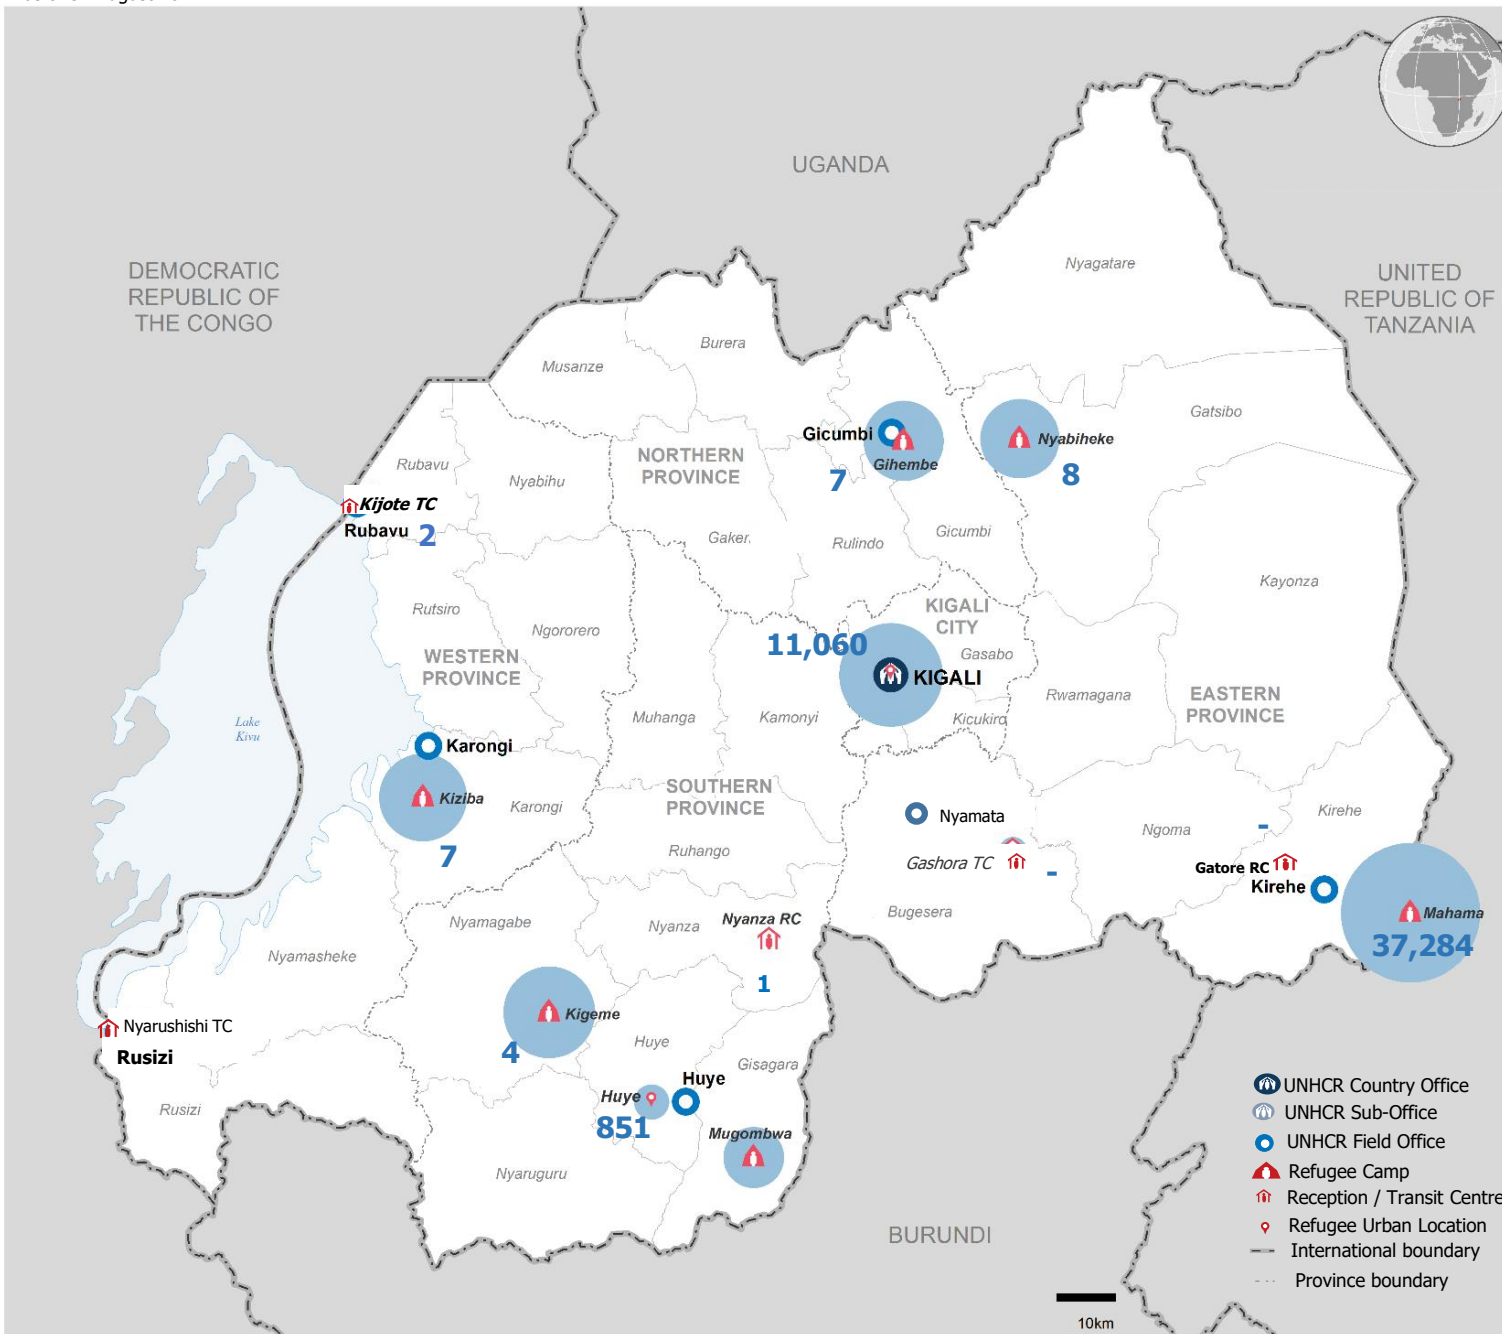 UGANDA
DEMOCRATIC
REPUBLIC OF
THE CONGO
UNITED
REPUBLIC OF
TANZANIA
Nyagatare
Burera
Musanze
Gatsibo
Gicumbi
Gihembe
7
Nyabiheke
8
NORTHERN
PROVINCE
Rubavu
Nyabihu
Kijote TC
Rubavu 2
Gaker
Rulindo
Gicumbi
Kayonza
Rutsiro
Ngororero
KIGALI
CITY
11,060
Gasabo
WESTERN
PROVINCE
KIGALI
Rwamagana
EASTERN
PROVINCE
Lake
Kivu
Muhanga
Kamonyi
Kicukiro
Karongi
Kiziba
Karongi
7
SOUTHERN
PROVINCE
Nyamata
Ngoma
-
Kirehe
Ruhango
Gashora TC
-
Gatore RC
Kirehe
Nyamagabe
Nyanza
Nyanza RC
1
Bugesera
Mahama
37,284
Nyamasheke
Kigeme
4
Nyarushishi TC
Rusizi
Huye
Gisagara
Huye
Huye
851
Rusizi
Mugombwa
Nyaruguru
BURUNDI
UNHCR Country Office
UNHCR Sub-Office
UNHCR Field Office
Refugee Camp
Reception / Transit Centre
Refugee Urban Location
International boundary
Province boundary
10km